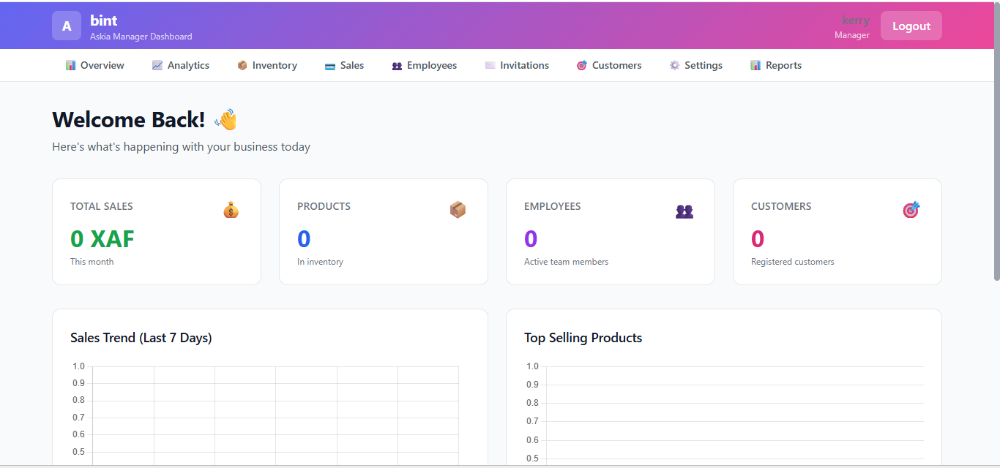 A
bint
Askia Manager Dashboard
kerry
Manager
Logout
Overview
Analytics
Inventory
Sales
Employees
Invitations
Customers
Settings
Reports
Welcome Back! 👋
Here's what's happening with your business today
TOTAL SALES
0 XAF
This month
PRODUCTS
0
In inventory
EMPLOYEES
0
Active team members
CUSTOMERS
0
Registered customers
Sales Trend (Last 7 Days)
1.0
0.9
0.8
0.7
0.6
0.5
Top Selling Products
1.0
0.9
0.8
0.7
0.6
0.5